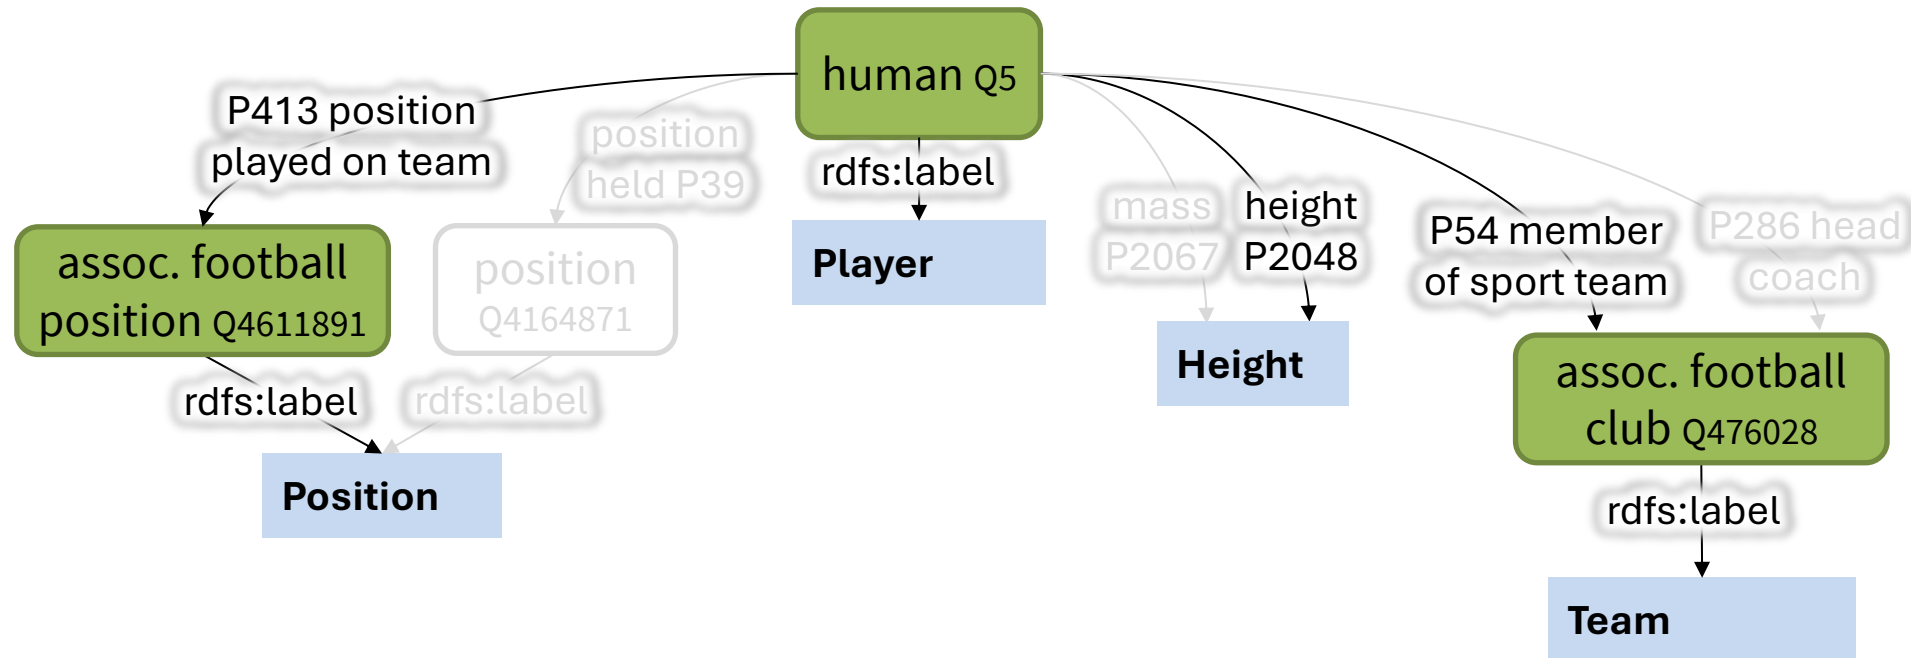 human Q5
P413 position
played on team
position
held P39
rdfs:label
mass
P2067
height
P2048
P54 member
of sport team
P286 head
coach
assoc. football
position Q4611891
position
Q4164871
Player
Height
assoc. football
club Q476028
rdfs:label
rdfs:label
Position
rdfs:label
Team